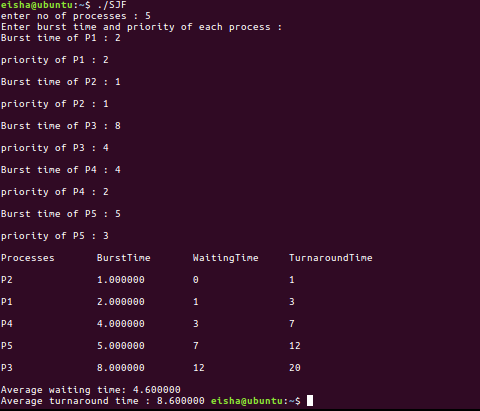 eisha@ubuntu:~$ ./SJF
enter no of processes : 5
Enter burst time and priority of each process :
Burst time of P1 : 2
priority of P1 : 2
Burst time of P2 : 1
priority of P2 : 1
Burst time of P3 : 8
priority of P3 : 4
Burst time of P4 : 4
priority of P4 : 2
Burst time of P5 : 5
priority of P5 : 3
Processes BurstTime WaitingTime TurnaroundTime
P2 1.000000 0 1
P1 2.000000 1 3
P4 4.000000 3 7
P5 5.000000 7 12
P3 8.000000 12 20
Average waiting time: 4.600000
Average turnaround time : 8.600000 eisha@ubuntu:~$